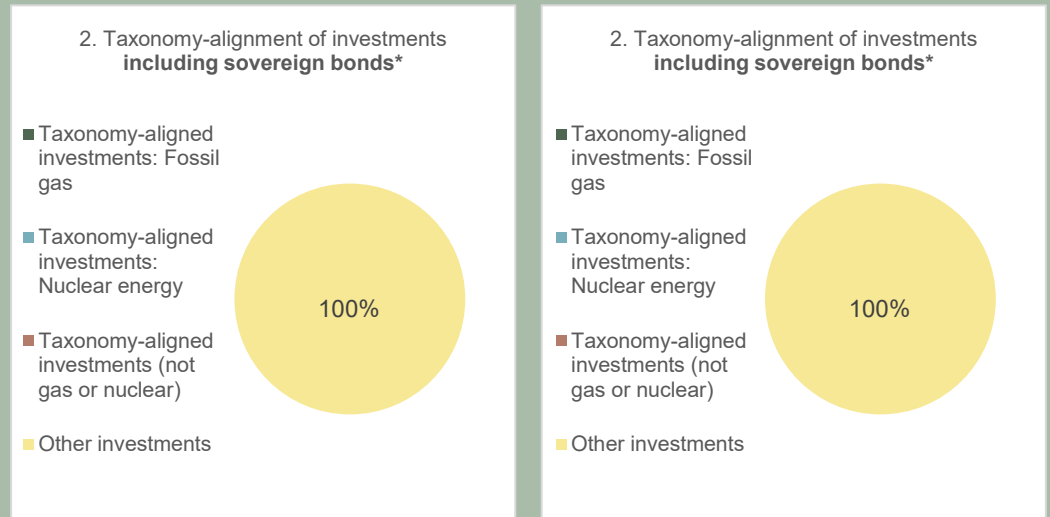 2. Taxonomy-alignment of investments
including sovereign bonds*
Taxonomy-aligned
investments: Fossil
gas
Taxonomy-aligned
investments:
Nuclear energy
Taxonomy-aligned
investments (not
gas or nuclear)
Other investments
100%
2. Taxonomy-alignment of investments
including sovereign bonds*
Taxonomy-aligned
investments: Fossil
gas
Taxonomy-aligned
investments:
Nuclear energy
Taxonomy-aligned
investments (not
gas or nuclear)
Other investments
100%